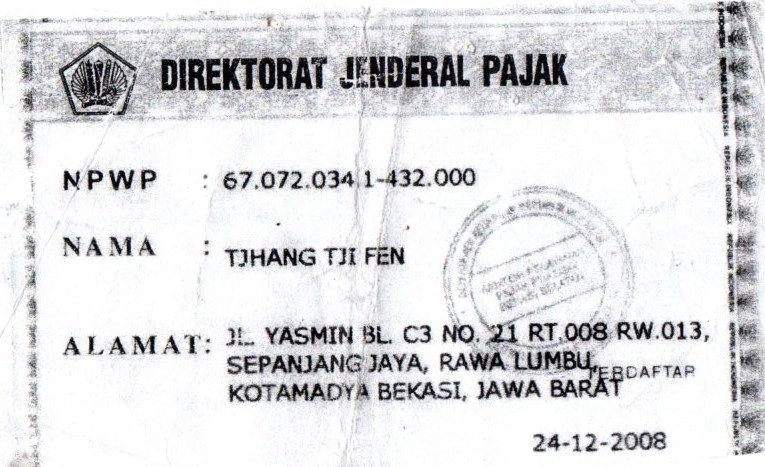 DIREKTORAT JENDERAL PAJAK
NPWP : 67.072.034.1-432.000
NAMA : TJHANG TJI FEN
ALAMAT: JL. YASMIN BL. C3 NO. 21 RT.008 RW.013,
SEPANJANG JAYA, RAWA LUMBU,
KOTAMADYA BEKASI, JAWA BARAT
TERDAFTAR
24-12-2008